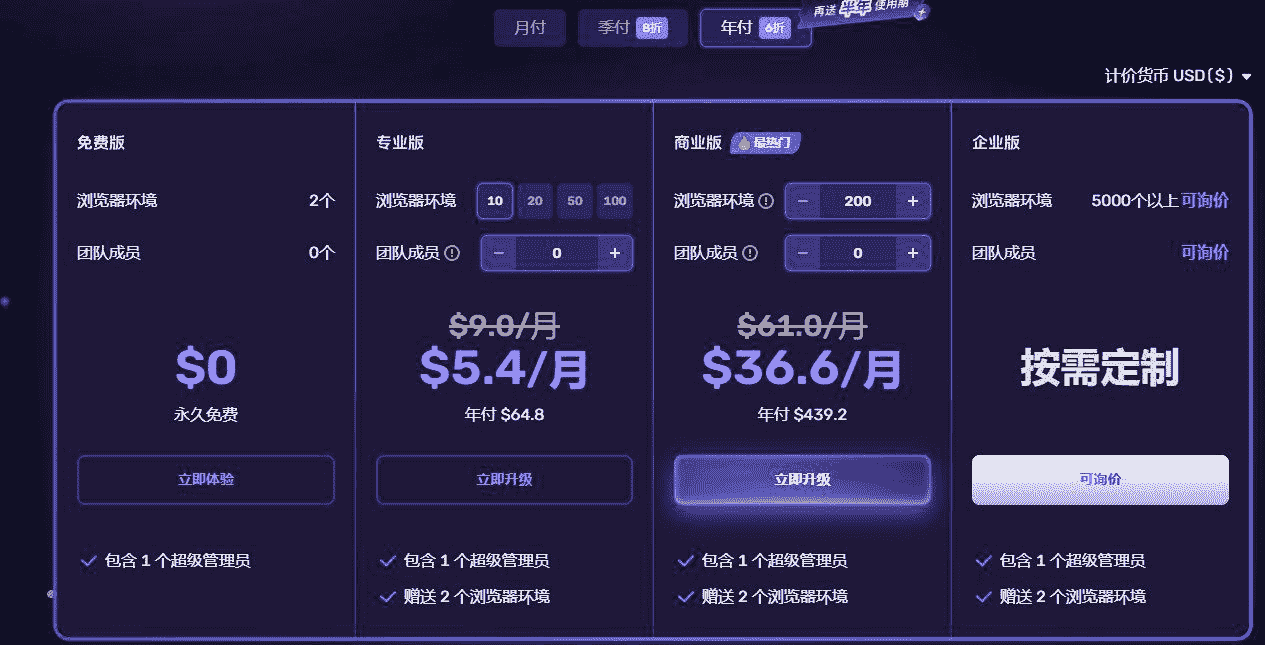 再送 半年 使用期
月付
季付 8折
年付 6折
计价货币 USD($)
免费版
浏览器环境 2个
团队成员 0个
$0
永久免费
立即体验
包含 1 个超级管理员
专业版
浏览器环境 10 20 50 100
团队成员 - 0 +
$9.0/月
$5.4/月
年付 $64.8
立即升级
包含 1 个超级管理员
赠送 2 个浏览器环境
商业版 最热门
浏览器环境 - 200 +
团队成员 - 0 +
$61.0/月
$36.6/月
年付 $439.2
立即升级
包含 1 个超级管理员
赠送 2 个浏览器环境
企业版
浏览器环境 5000个以上可询价
团队成员 可询价
按需定制
可询价
包含 1 个超级管理员
赠送 2 个浏览器环境